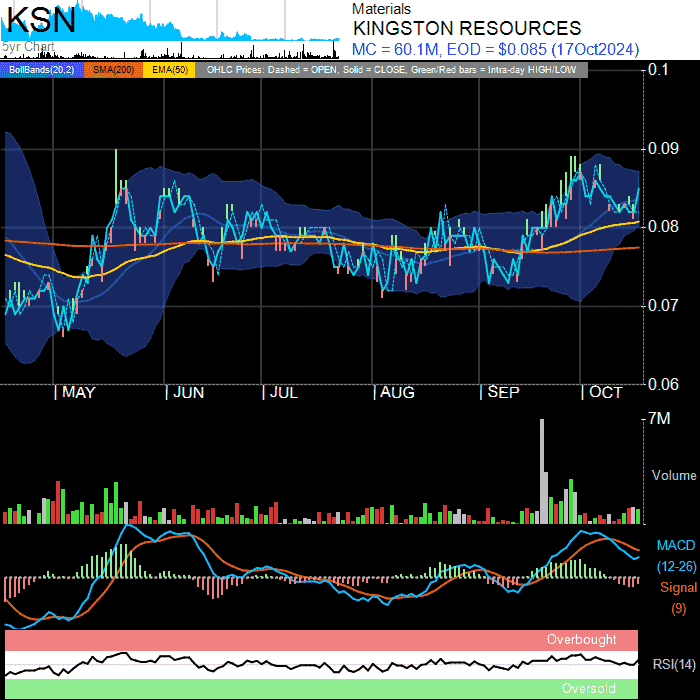 KSN
5yr Chart
Materials
KINGSTON RESOURCES
MC = 60.1M, EOD = $0.085 (17Oct2024)
BollBands(20,2) SMA(200) EMA(50) OHLC Prices: Dashed = OPEN, Solid = CLOSE, Green/Red bars = Intra-day HIGH/LOW
0.1
0.09
0.08
0.07
0.06
MAY JUN JUL AUG SEP OCT
7M
Volume
MACD
(12-26)
Signal
(9)
Overbought
RSI(14)
Oversold